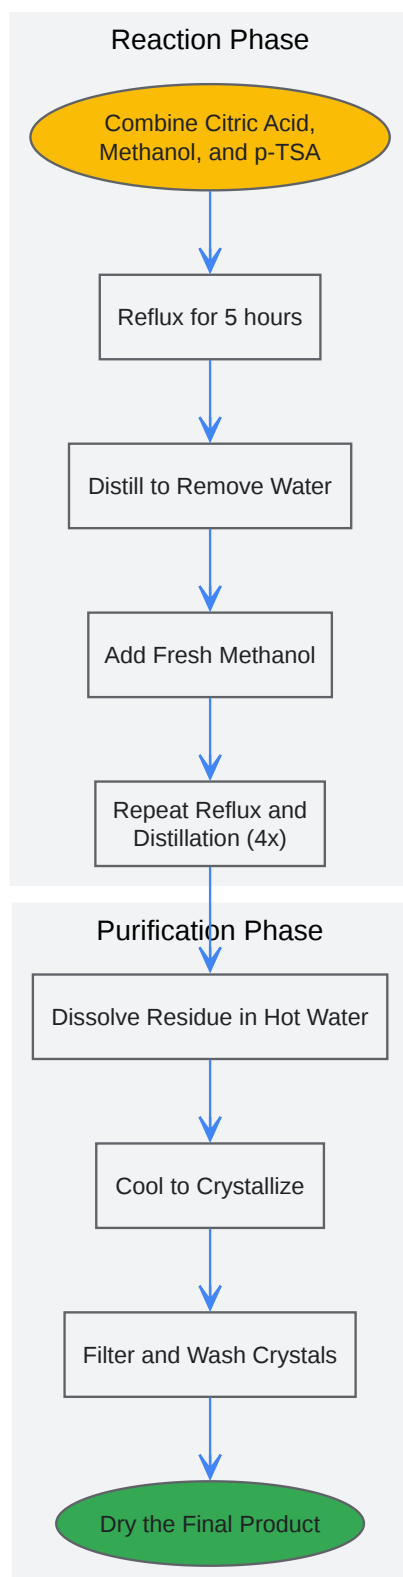 Reaction Phase
Combine Citric Acid,
Methanol, and p-TSA
Reflux for 5 hours
Distill to Remove Water
Add Fresh Methanol
Repeat Reflux and
Distillation (4x)
Purification Phase
Dissolve Residue in Hot Water
Cool to Crystallize
Filter and Wash Crystals
Dry the Final Product